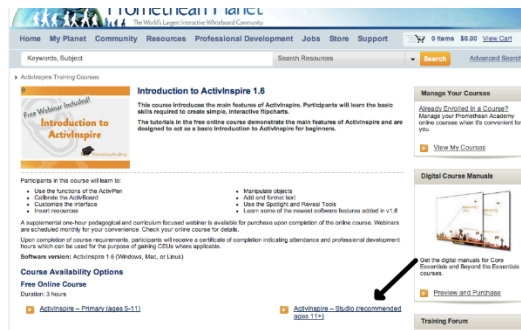 Promethean Planet
The World's Largest Interactive Whiteboard Community
Home My Planet Community Resources Professional Development Jobs Store Support 0 Items $0.00 View Cart
Keywords, Subject Search Resources Search Advanced Search
ActivInspire Training Courses
Free Webinar Included!
Introduction to
ActivInspire
Introduction to ActivInspire 1.6
This course introduces the main features of ActivInspire. Participants will learn the basic
skills required to create simple, interactive flipcharts.
The tutorials in the free online course demonstrate the main features of ActivInspire and are
designed to act as a basic introduction to ActivInspire for beginners.
Participants in this course will learn to:
Use the functions of the ActivPen
Calibrate the ActivBoard
Customize the interface
Insert resources
Manipulate objects
Add and format text
Use the Spotlight and Reveal Tools
Learn some of the newest software features added in v1.6
A supplemental one-hour pedagogical and curriculum focused webinar is available for purchase upon completion of the online course. Webinars
are scheduled monthly for your convenience. Check your online course for details.
Upon completion of course requirements, participants will receive a certificate of completion indicating attendance and professional development
hours which can be used for the purpose of gaining CEUs where applicable.
Software version: ActivInspire 1.6 (Windows, Mac, or Linux)
Course Availability Options
Free Online Course
Duration: 3 hours
ActivInspire – Primary (ages 5-11)
ActivInspire – Studio (recommended
ages 11+)
Manage Your Courses
Already Enrolled in a Course?
Manage your Promethean Academy
online courses when it's convenient for
you.
View My Courses
Digital Course Manuals
Get the digital manuals for Core
Essentials and Beyond the Essentials
courses.
Preview and Purchase
Training Forum